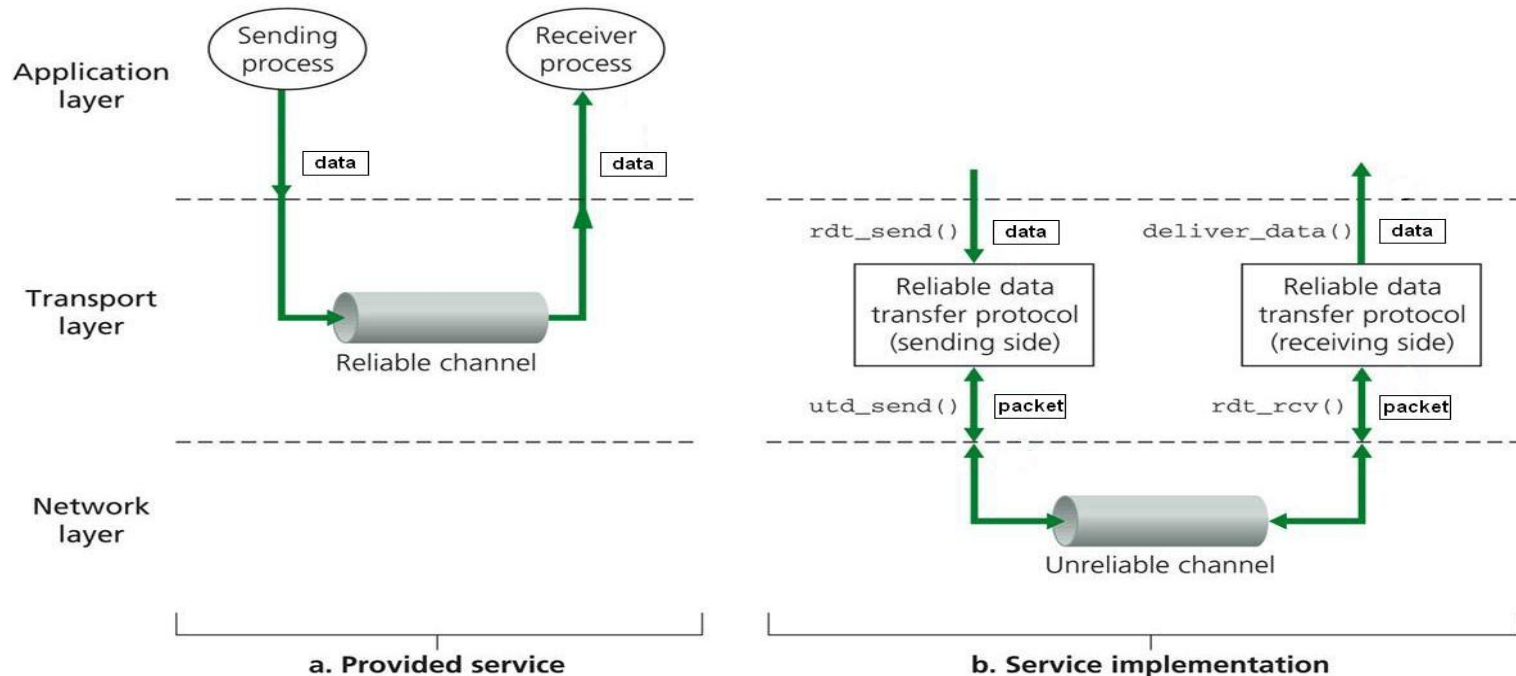 Application
layer
Sending
process
Receiver
process
data
data
Transport
layer
Reliable channel
Network
layer
a. Provided service
rdt_send()
data
deliver_data()
data
Reliable data
transfer protocol
(sending side)
Reliable data
transfer protocol
(receiving side)
utd_send()
packet
rdt_rcv()
packet
Unreliable channel
b. Service implementation